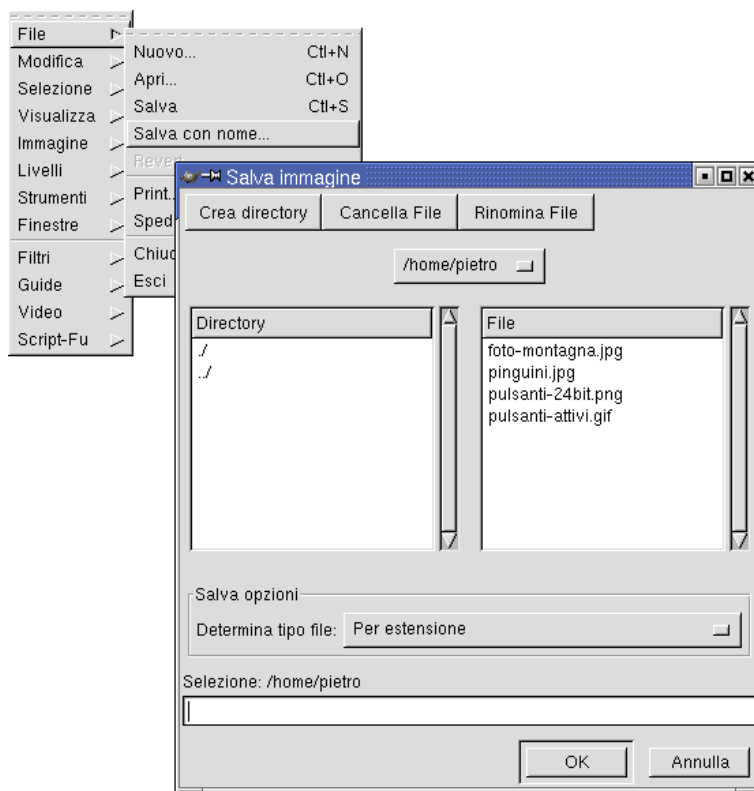 File
Modifica
Selezione
Visualizza
Immagine
Livelli
Strumenti
Finestre
Filtri
Guide
Video
Script-Fu
Nuovo... Ctl+N
Apri... Ctl+O
Salva Ctl+S
Salva con nome...
Revert
Print..
Sped
Chiud
Esci
Salva immagine
Crea directory Cancella File Rinomina File
/home/pietro
Directory
./
../
File
foto-montagna.jpg
pinguini.jpg
pulsanti-24bit.png
pulsanti-attivi.gif
Salva opzioni
Determina tipo file: Per estensione
Selezione: /home/pietro
OK Annulla